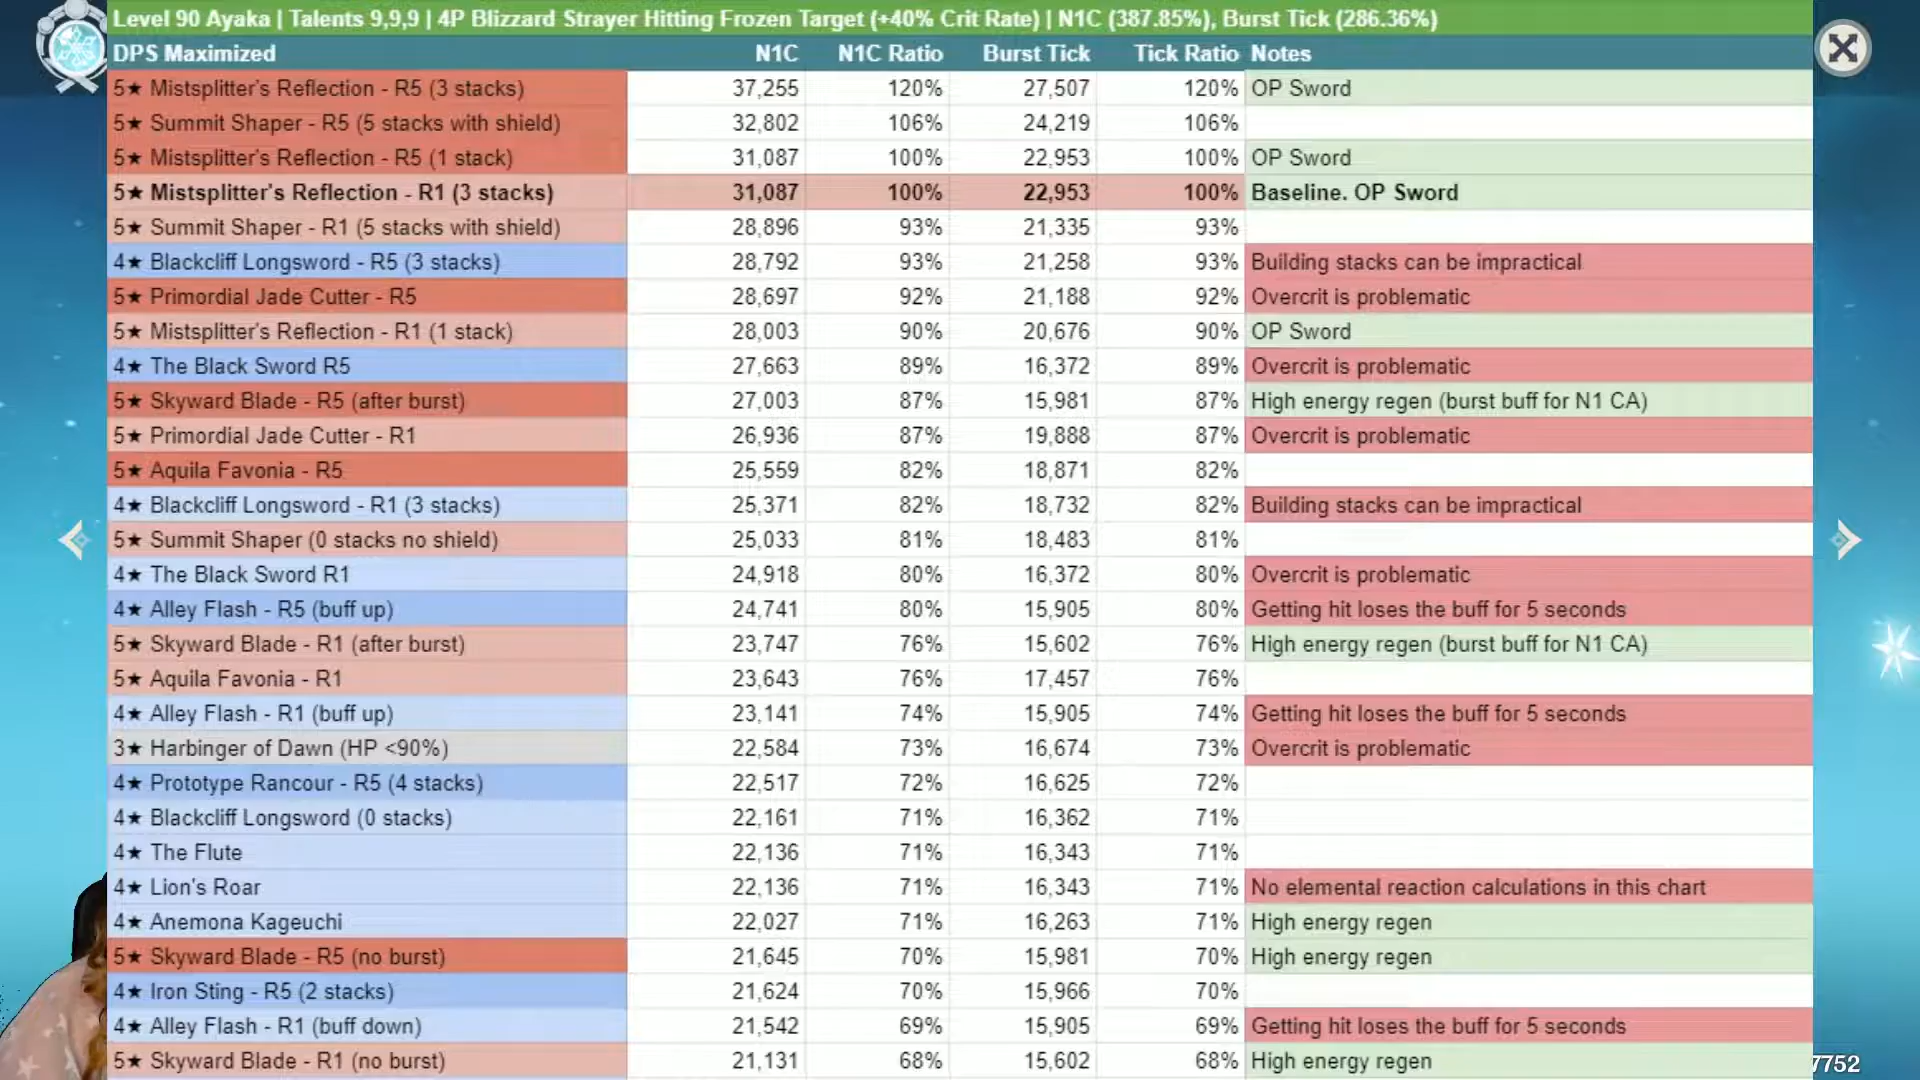 Level 90 Ayaka | Talents 9,9,9 | 4P Blizzard Strayer Hitting Frozen Target (+40% Crit Rate) | N1C (387.85%), Burst Tick (286.36%)
DPS Maximized N1C N1C Ratio Burst Tick Tick Ratio Notes
5★ Mistsplitter's Reflection - R5 (3 stacks) 37,255 120% 27,507 120% OP Sword
5★ Summit Shaper - R5 (5 stacks with shield) 32,802 106% 24,219 106%
5★ Mistsplitter's Reflection - R5 (1 stack) 31,087 100% 22,953 100% OP Sword
5★ Mistsplitter's Reflection - R1 (3 stacks) 31,087 100% 22,953 100% Baseline. OP Sword
5★ Summit Shaper - R1 (5 stacks with shield) 28,896 93% 21,335 93%
4★ Blackcliff Longsword - R5 (3 stacks) 28,792 93% 21,258 93% Building stacks can be impractical
5★ Primordial Jade Cutter - R5 28,697 92% 21,188 92% Overcrit is problematic
5★ Mistsplitter's Reflection - R1 (1 stack) 28,003 90% 20,676 90% OP Sword
4★ The Black Sword R5 27,663 89% 16,372 89% Overcrit is problematic
5★ Skyward Blade - R5 (after burst) 27,003 87% 15,981 87% High energy regen (burst buff for N1 CA)
5★ Primordial Jade Cutter - R1 26,936 87% 19,888 87% Overcrit is problematic
5★ Aquila Favonia - R5 25,559 82% 18,871 82%
4★ Blackcliff Longsword - R1 (3 stacks) 25,371 82% 18,732 82% Building stacks can be impractical
5★ Summit Shaper (0 stacks no shield) 25,033 81% 18,483 81%
4★ The Black Sword R1 24,918 80% 16,372 80% Overcrit is problematic
4★ Alley Flash - R5 (buff up) 24,741 80% 15,905 80% Getting hit loses the buff for 5 seconds
5★ Skyward Blade - R1 (after burst) 23,747 76% 15,602 76% High energy regen (burst buff for N1 CA)
5★ Aquila Favonia - R1 23,643 76% 17,457 76%
4★ Alley Flash - R1 (buff up) 23,141 74% 15,905 74% Getting hit loses the buff for 5 seconds
3★ Harbinger of Dawn (HP <90%) 22,584 73% 16,674 73% Overcrit is problematic
4★ Prototype Rancour - R5 (4 stacks) 22,517 72% 16,625 72%
4★ Blackcliff Longsword (0 stacks) 22,161 71% 16,362 71%
4★ The Flute 22,136 71% 16,343 71%
4★ Lion's Roar 22,136 71% 16,343 71% No elemental reaction calculations in this chart
4★ Anemona Kageuchi 22,027 71% 16,263 71% High energy regen
5★ Skyward Blade - R5 (no burst) 21,645 70% 15,981 70% High energy regen
4★ Iron Sting - R5 (2 stacks) 21,624 70% 15,966 70%
4★ Alley Flash - R1 (buff down) 21,542 69% 15,905 69% Getting hit loses the buff for 5 seconds
5★ Skyward Blade - R1 (no burst) 21,131 68% 15,602 68% High energy regen
7752